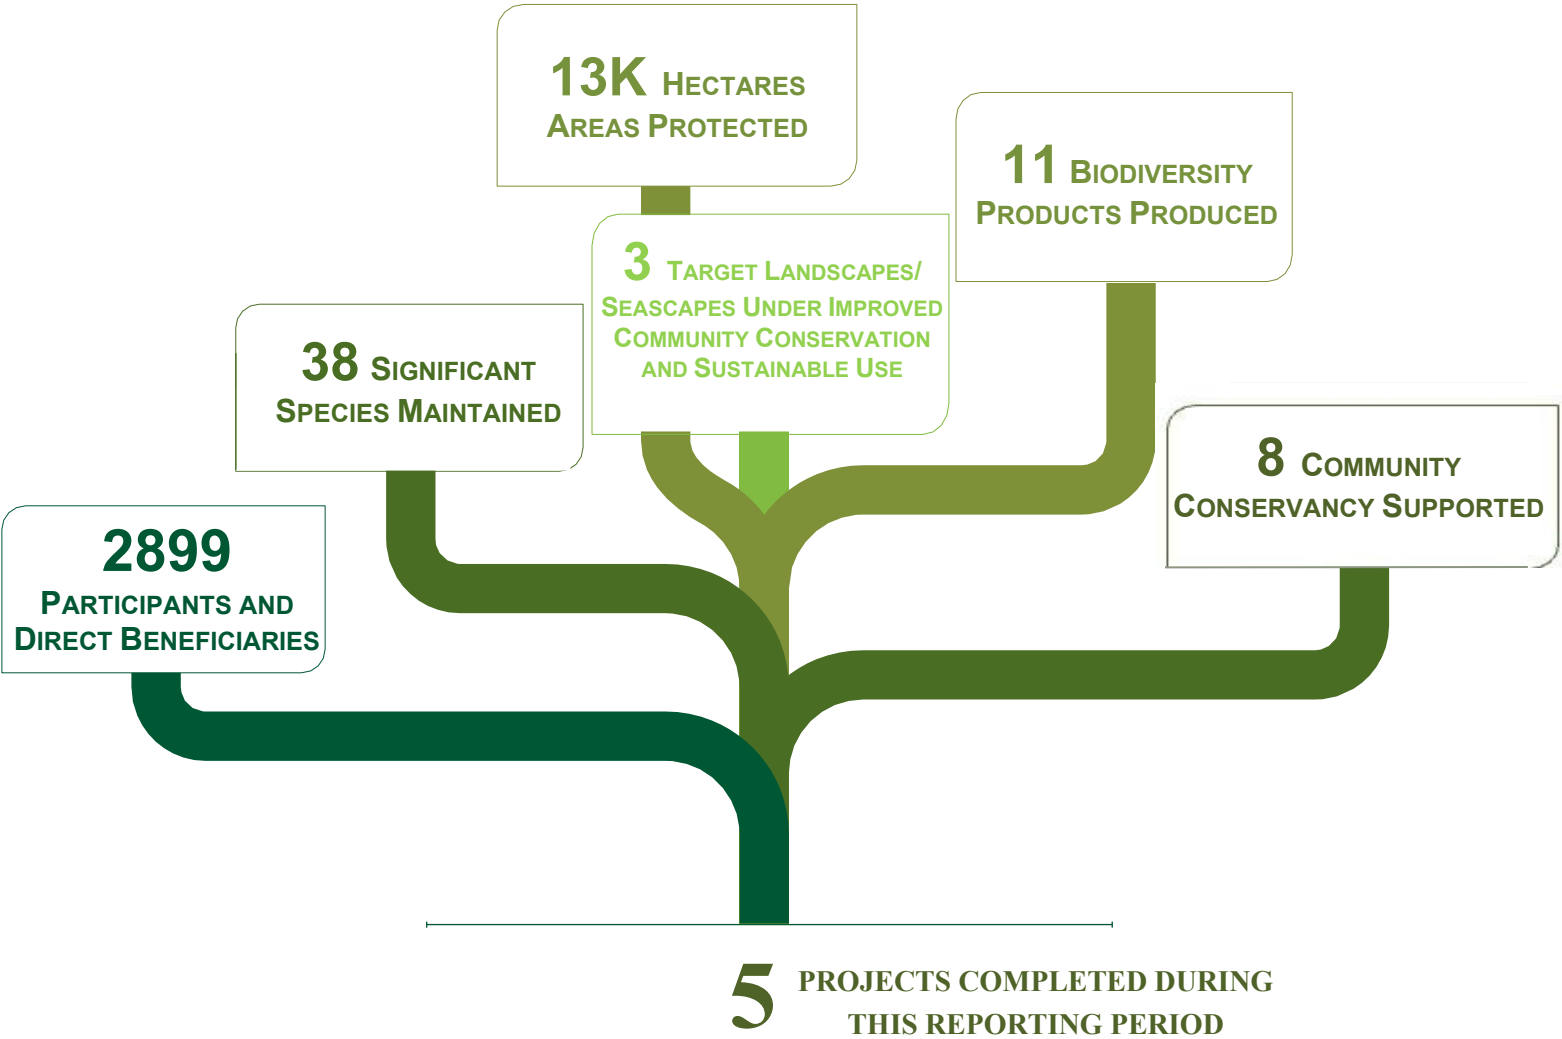 13K Hectares
Areas Protected
11 Biodiversity
Products Produced
3 Target Landscapes/
Seascapes Under Improved
Community Conservation
and Sustainable Use
38 Significant
Species Maintained
8 Community
Conservancy Supported
2899
Participants and
Direct Beneficiaries
5 PROJECTS COMPLETED DURING
THIS REPORTING PERIOD